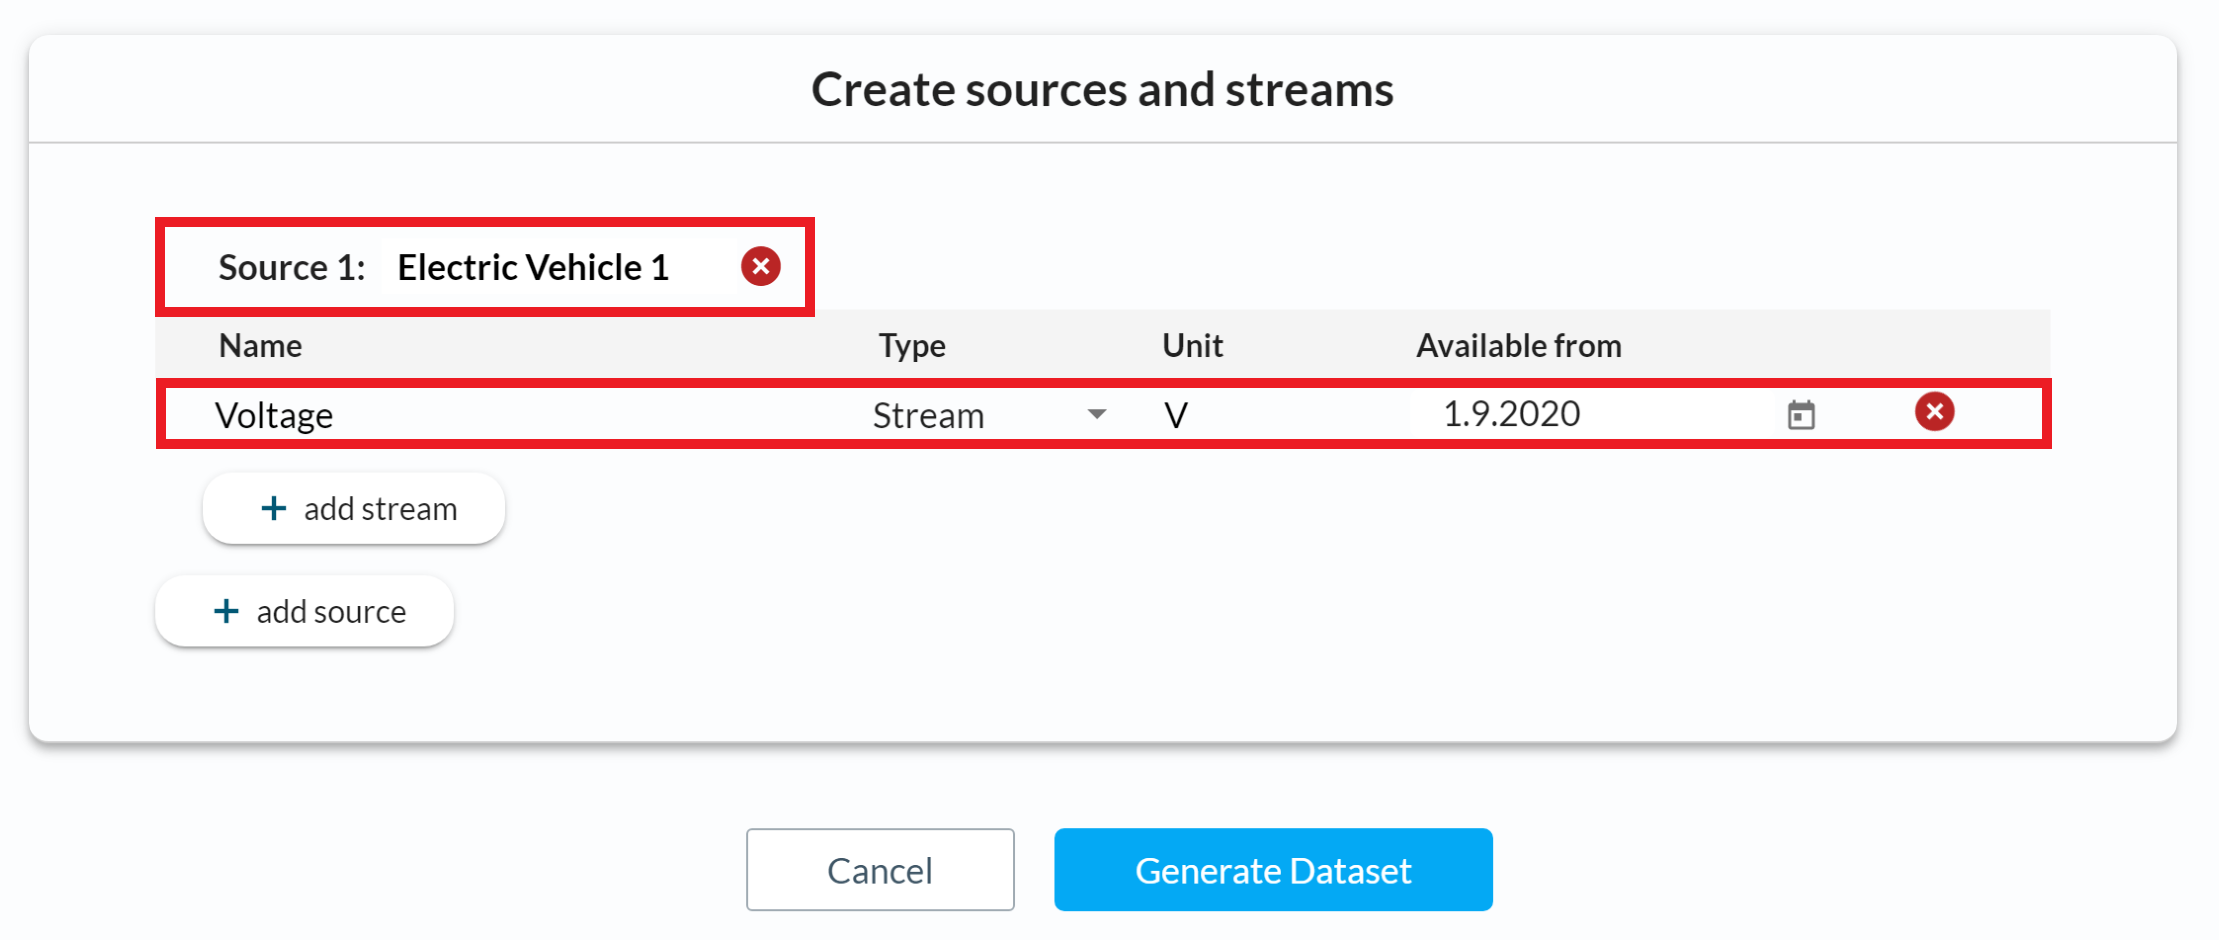 Create sources and streams
Source 1: Electric Vehicle 1
Name Type Unit Available from
Voltage Stream V 1.9.2020
+ add stream
+ add source
Cancel Generate Dataset